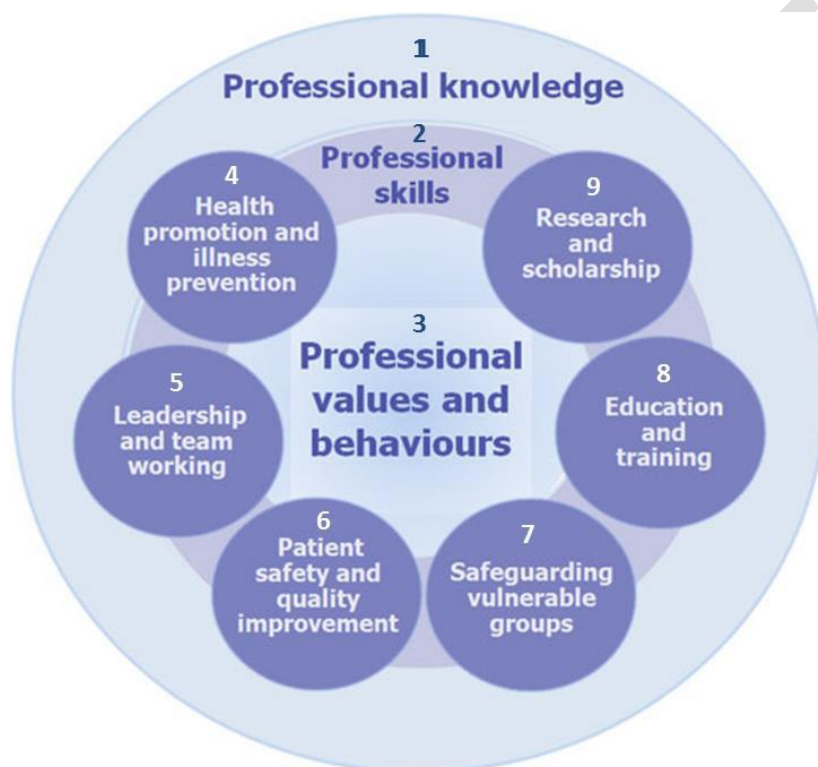 1
Professional knowledge
2
Professional
skills
3
Professional
values and
behaviours
4
Health
promotion and
illness
prevention
5
Leadership
and team
working
6
Patient
safety and
quality
improvement
7
Safeguarding
vulnerable
groups
8
Education
and
training
9
Research
and
scholarship